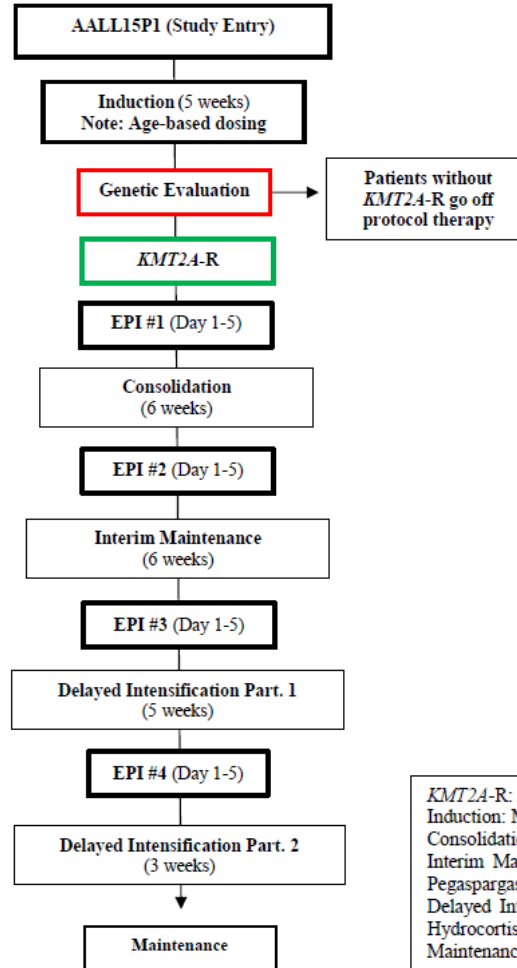 AALL15P1 (Study Entry)
Induction (5 weeks)
Note: Age-based dosing
Genetic Evaluation
Patients without
KMT2A-R go off
protocol therapy
KMT2A-R
EPI #1 (Day 1-5)
Consolidation
(6 weeks)
EPI #2 (Day 1-5)
Interim Maintenance
(6 weeks)
EPI #3 (Day 1-5)
Delayed Intensification Part. 1
(5 weeks)
EPI #4 (Day 1-5)
Delayed Intensification Part. 2
(3 weeks)
Maintenance
KMT2A-R:
Induction: M
Consolidatio
Interim Ma
Pegaspargas
Delayed Int
Hydrocortis
Maintenanc